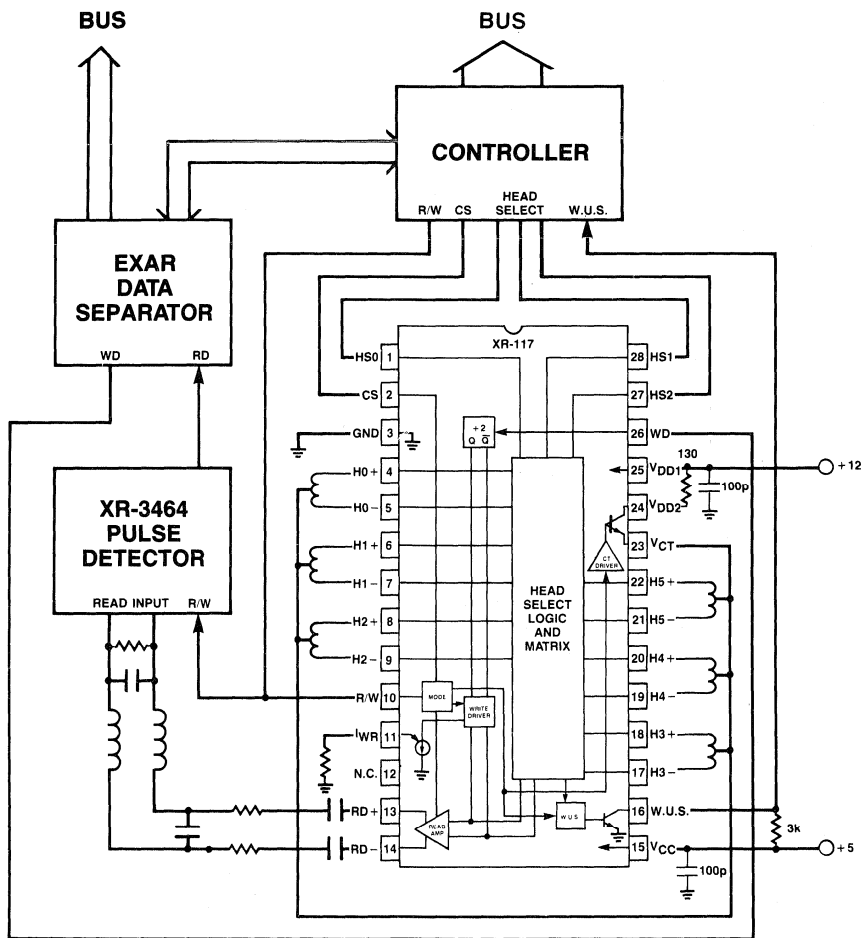 BUS
BUS
CONTROLLER
R/W CS HEAD SELECT W.U.S.
EXAR
DATA
SEPARATOR
WD RD
XR-3464
PULSE
DETECTOR
READ INPUT R/W
XR-117
HS0 1
CS 2
GND 3
H0+ 4
H0- 5
H1+ 6
H1- 7
H2+ 8
H2- 9
R/W 10
IWR 11
N.C. 12
RD+ 13
RD- 14
28 HS1
27 HS2
26 WD
25 VDD1
24 VDD2
23 VCT
22 H5+
21 H5-
20 H4+
19 H4-
18 H3+
17 H3-
16 W.U.S.
15 VCC
+2
Q Q̅
HEAD
SELECT
LOGIC
AND
MATRIX
CT
DRIVER
MODE
WRITE
DRIVER
READ
AMP
W U S
130
100p
+12
3k
+5
100p